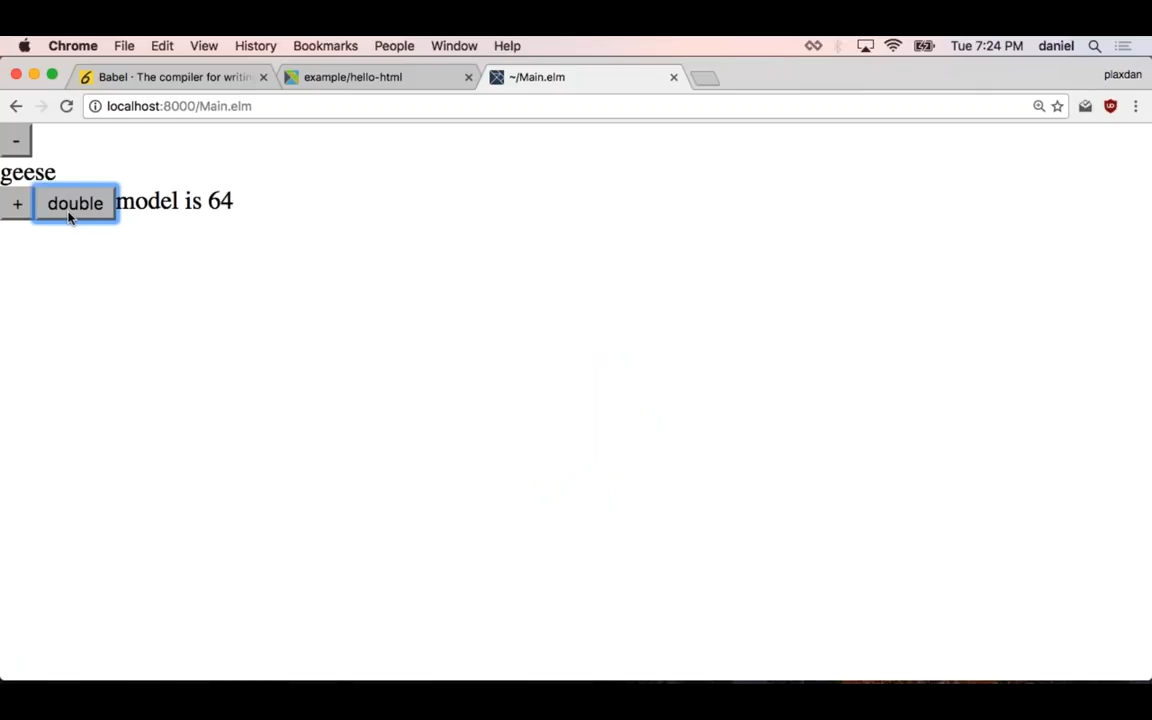 Chrome File Edit View History Bookmarks People Window Help Tue 7:24 PM daniel
Babel · The compiler for writin example/hello-html ~/Main.elm plaxdan
localhost:8000/Main.elm
-
geese
+ double model is 64